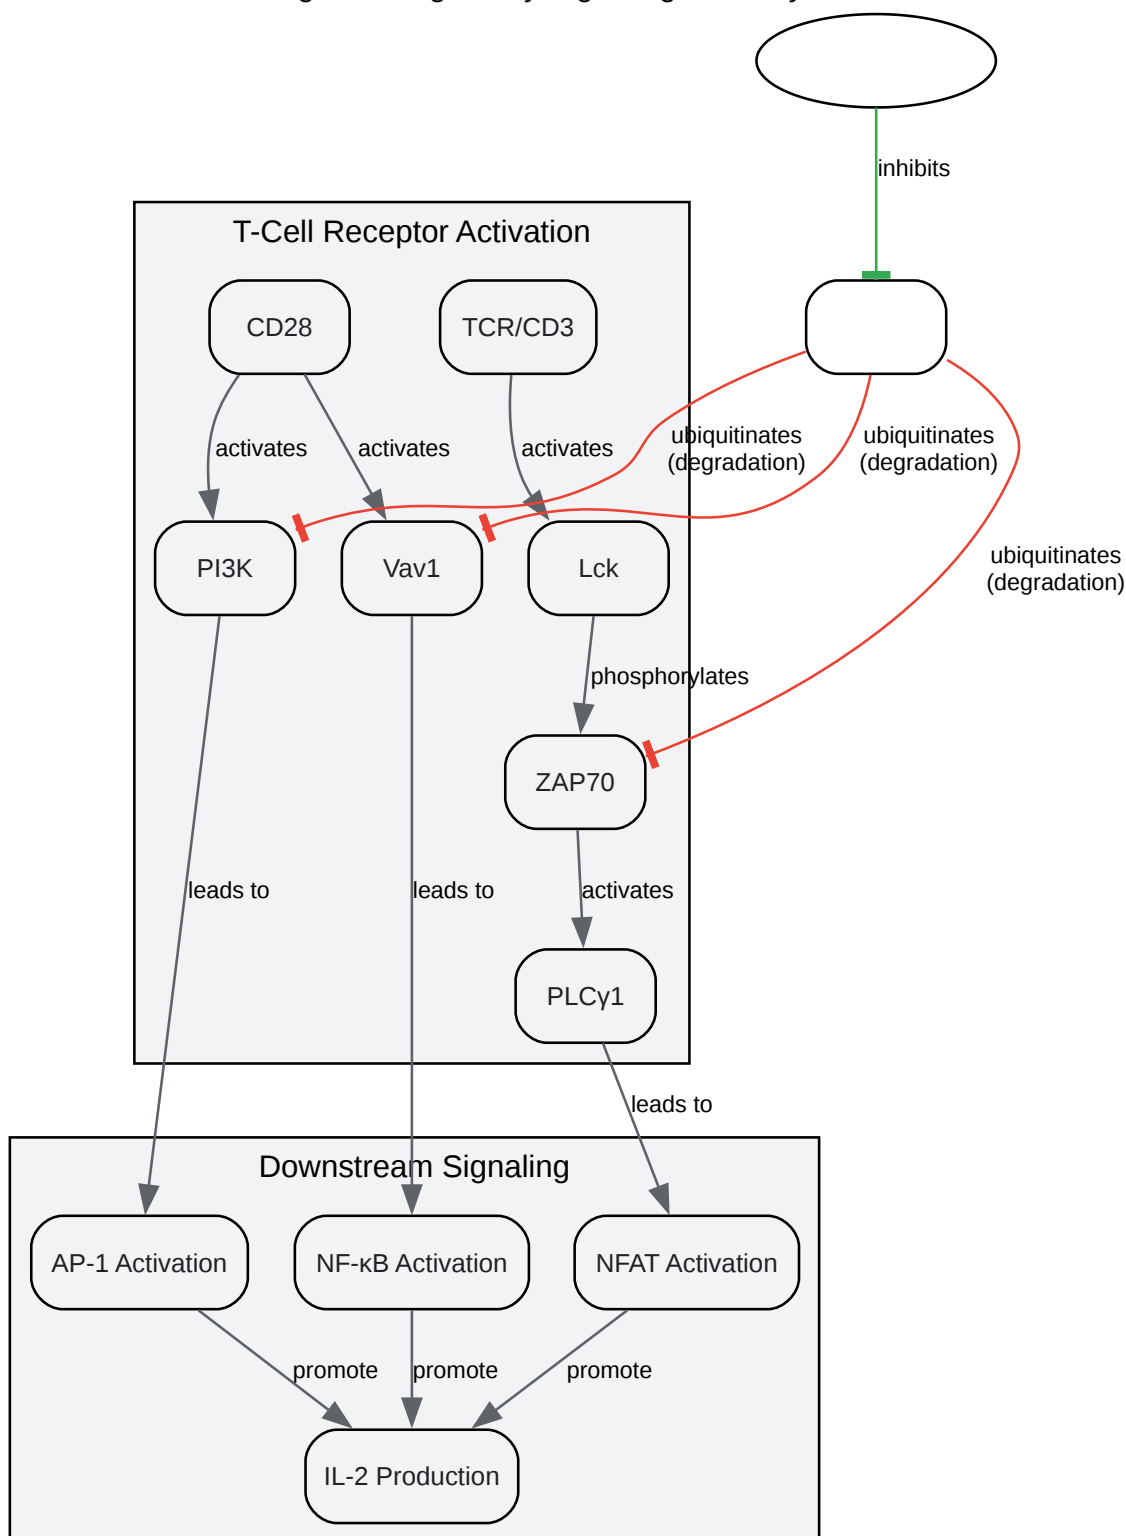 inhibits
T-Cell Receptor Activation
CD28
TCR/CD3
activates
activates
activates
ubiquitinates
(degradation)
ubiquitinates
(degradation)
ubiquitinates
(degradation)
PI3K
Vav1
Lck
phosphorylates
ZAP70
leads to
leads to
activates
PLCγ1
leads to
Downstream Signaling
AP-1 Activation
NF-κB Activation
NFAT Activation
promote
promote
promote
IL-2 Production